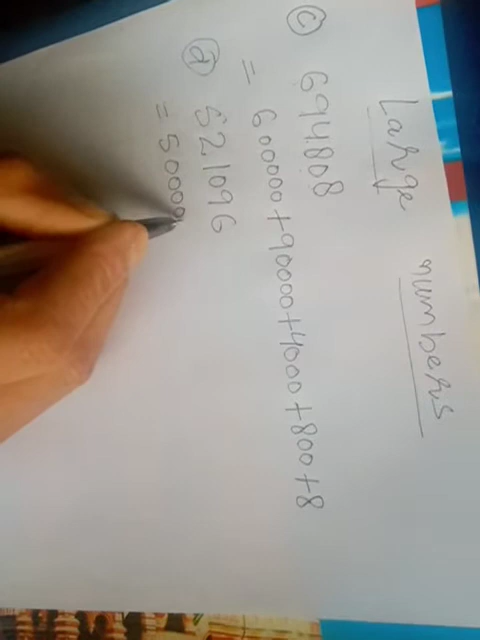 Large numbers
(c) 694808
= 600000+90000+4000+800+8
(d) 521096
= 50000